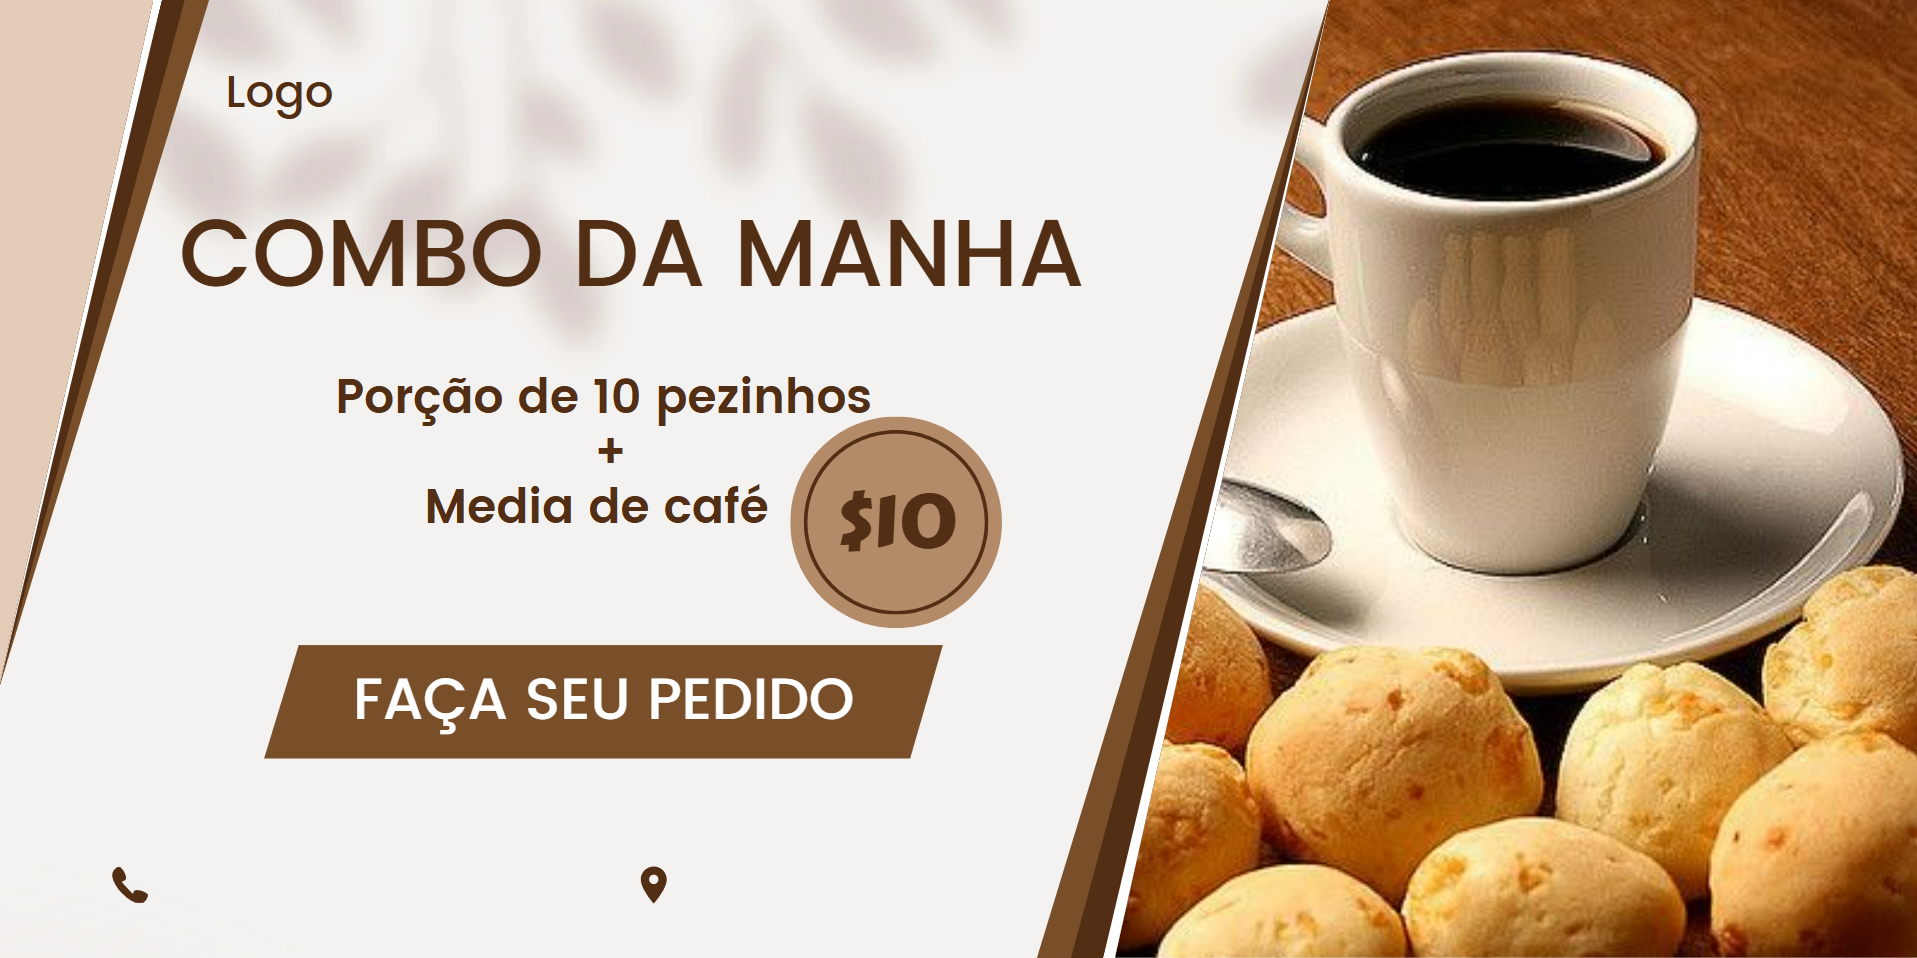 Logo
COMBO DA MANHA
Porção de 10 pezinhos
+
Media de café
$10
FAÇA SEU PEDIDO